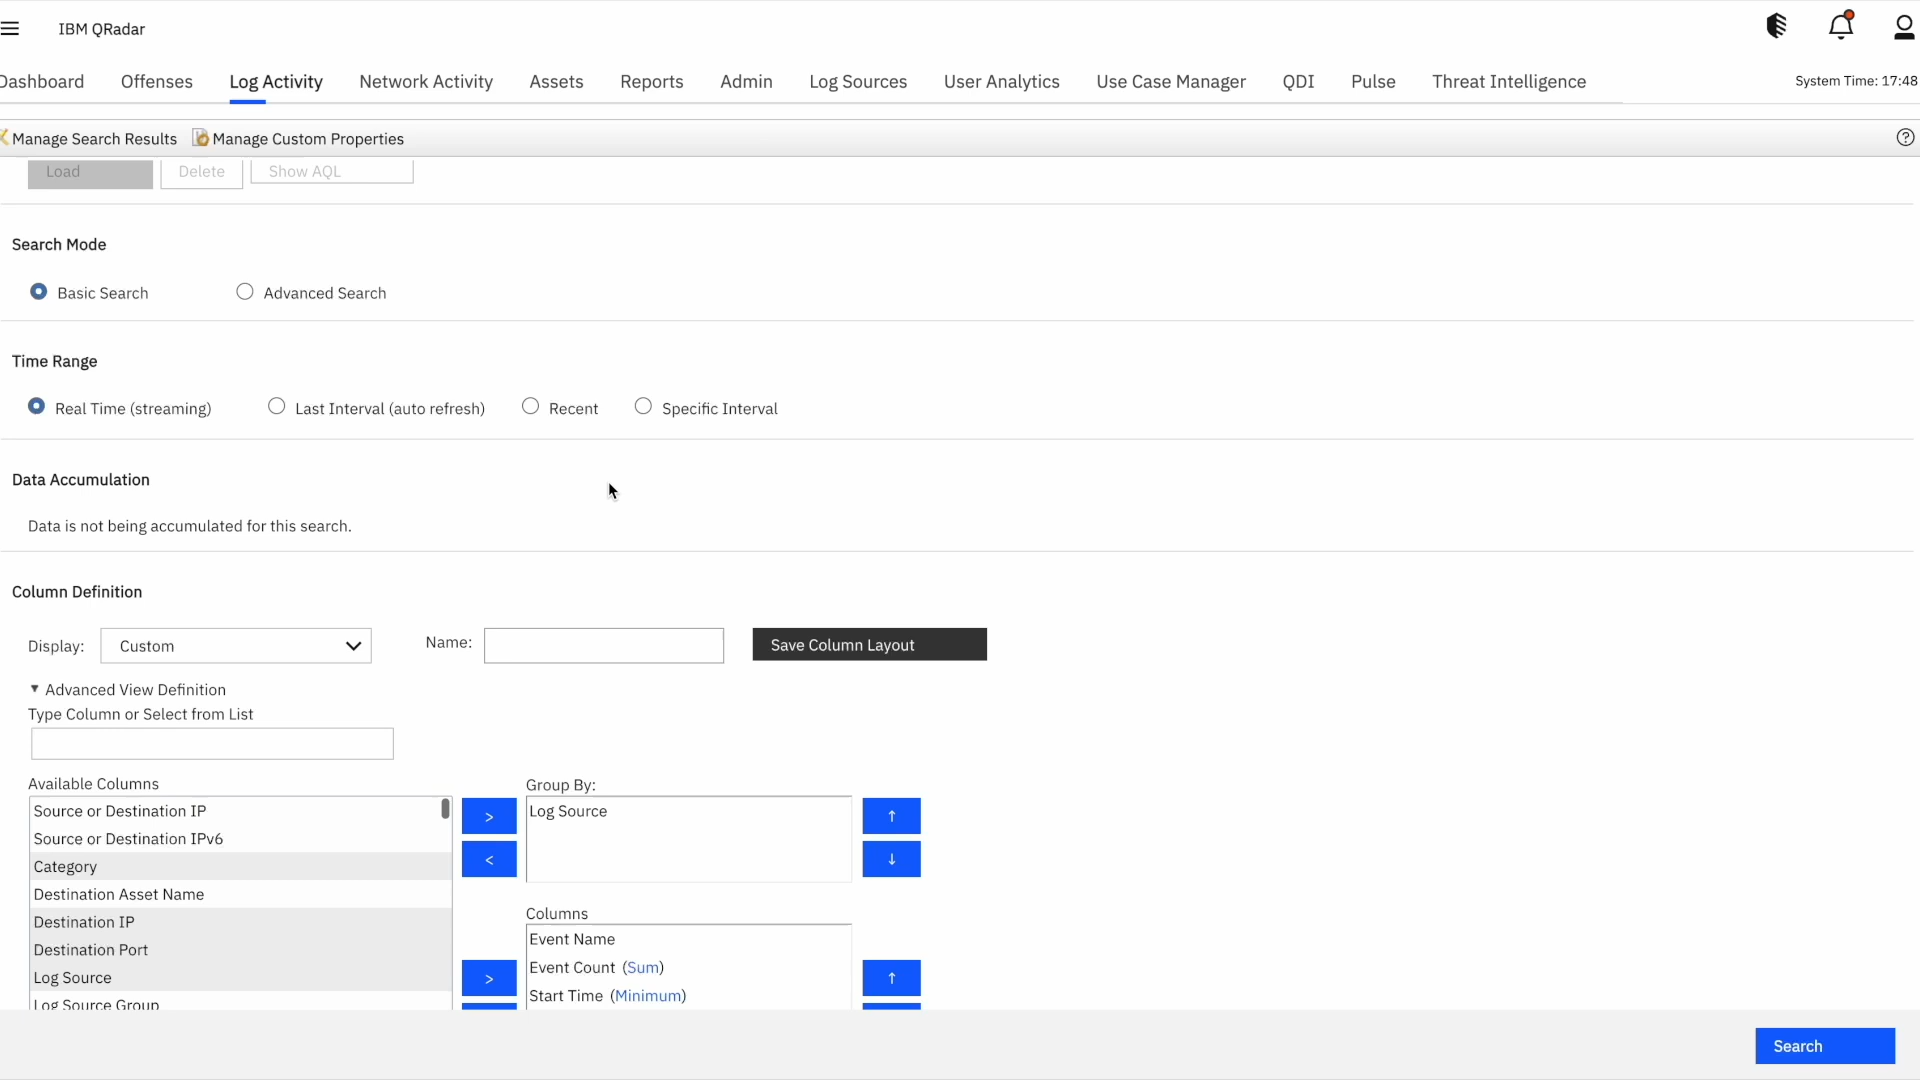 IBM QRadar
Dashboard Offenses Log Activity Network Activity Assets Reports Admin Log Sources User Analytics Use Case Manager QDI Pulse Threat Intelligence System Time: 17:48
Manage Search Results Manage Custom Properties
Load Delete Show AQL
Search Mode
Basic Search Advanced Search
Time Range
Real Time (streaming) Last Interval (auto refresh) Recent Specific Interval
Data Accumulation
Data is not being accumulated for this search.
Column Definition
Display: Custom Name: Save Column Layout
Advanced View Definition
Type Column or Select from List
Available Columns
Source or Destination IP
Source or Destination IPv6
Category
Destination Asset Name
Destination IP
Destination Port
Log Source
Log Source Group
Group By:
Log Source
Columns
Event Name
Event Count (Sum)
Start Time (Minimum)
Search